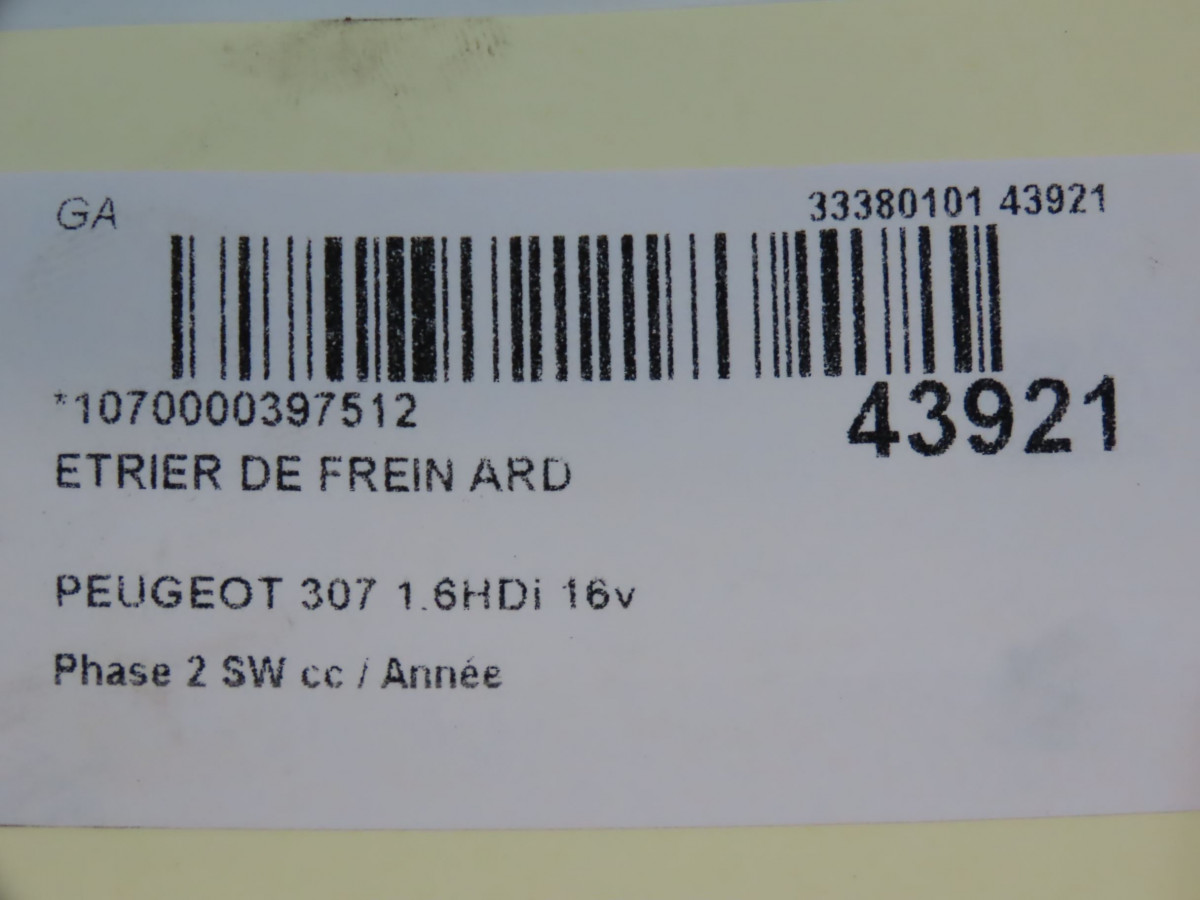 GA
33380101 43921
*1070000397512
43921
ETRIER DE FREIN ARD
PEUGEOT 307 1.6HDi 16v
Phase 2 SW cc / Année